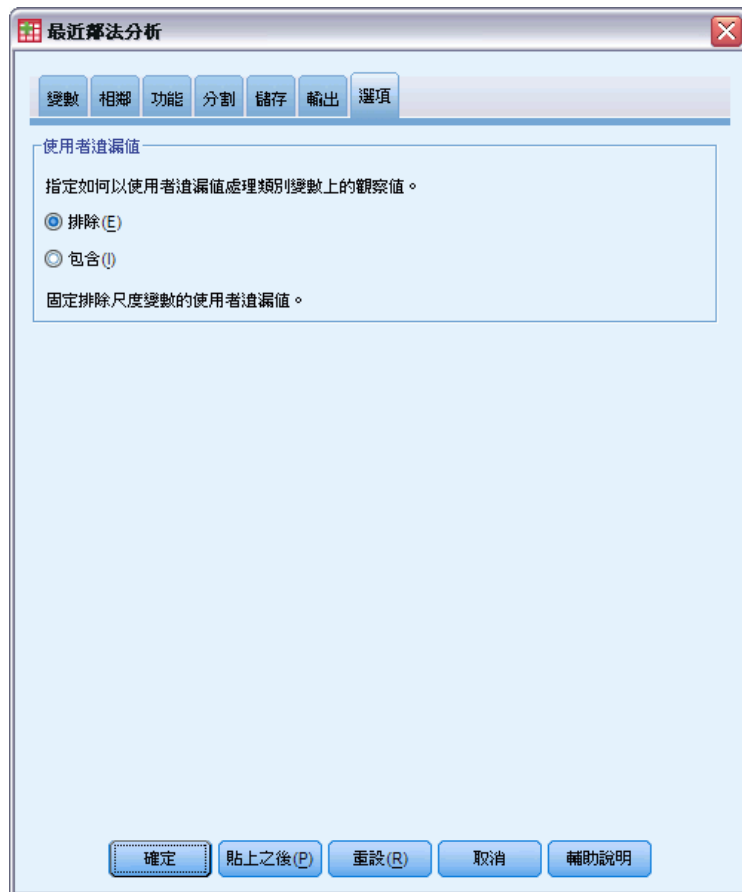 最近鄰法分析
變數 相鄰 功能 分割 儲存 輸出 選項
使用者遺漏值
指定如何以使用者遺漏值處理類別變數上的觀察值。
排除(E)
包含(I)
固定排除尺度變數的使用者遺漏值。
確定 貼上之後(P) 重設(R) 取消 輔助說明